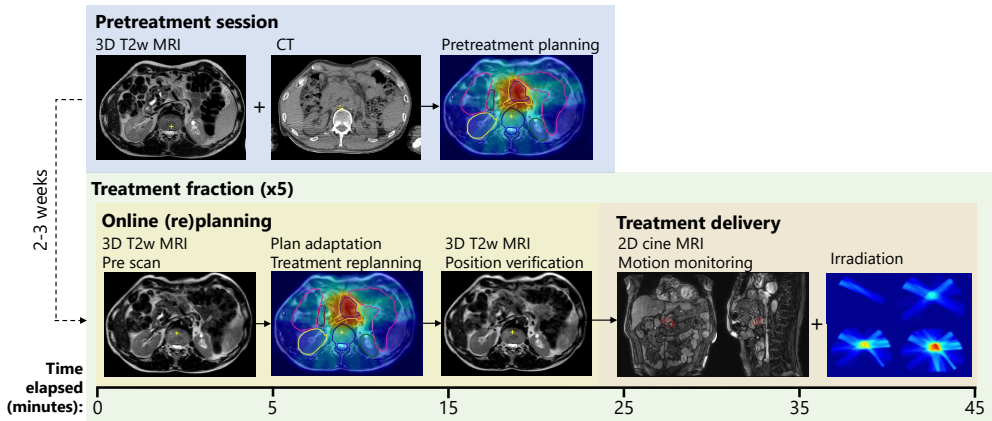 Pretreatment session
3D T2w MRI
CT
Pretreatment planning
+
2-3 weeks
Treatment fraction (x5)
Online (re)planning
3D T2w MRI
Pre scan
Plan adaptation
Treatment replanning
3D T2w MRI
Position verification
Treatment delivery
2D cine MRI
Motion monitoring
Irradiation
+
Time
elapsed
(minutes):
0
5
15
25
35
45